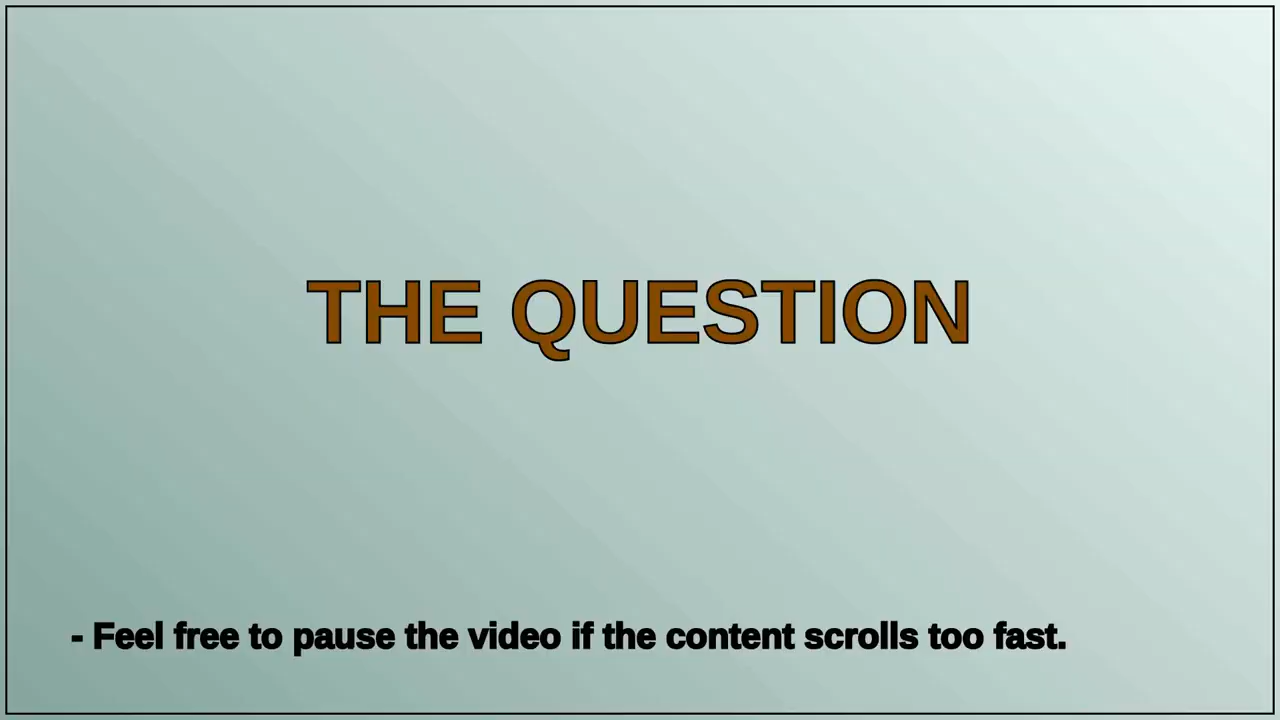 THE QUESTION
- Feel free to pause the video if the content scrolls too fast.